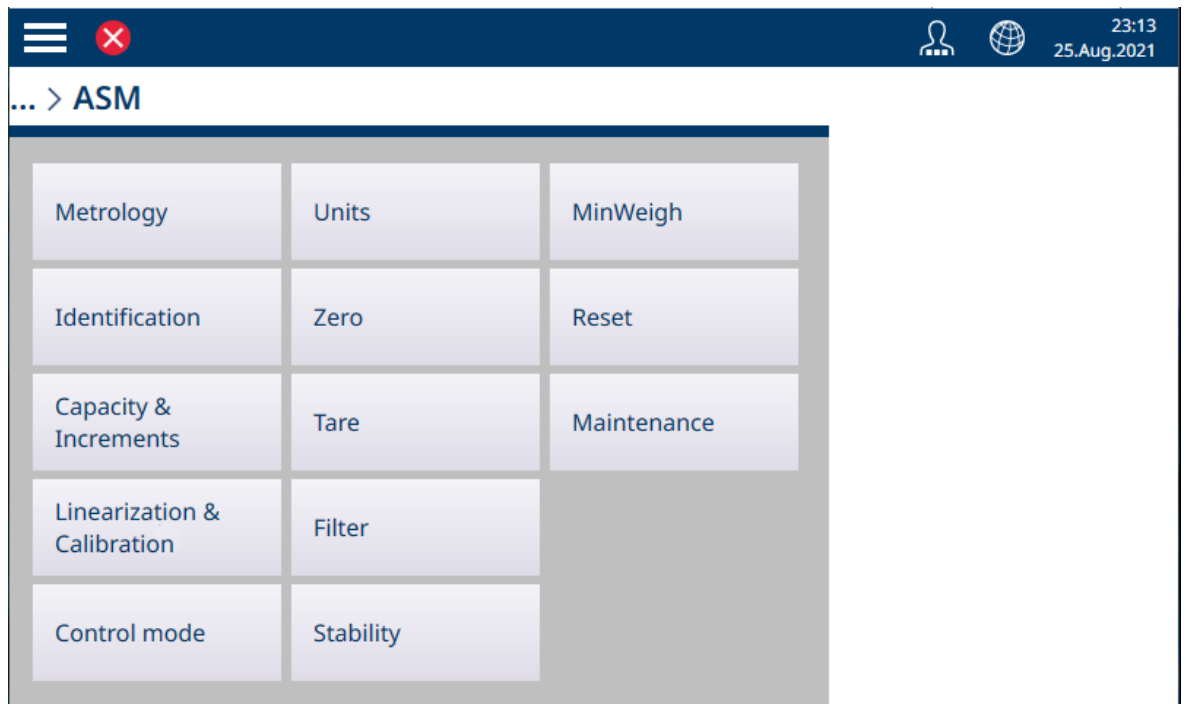 23:13
25.Aug.2021
... > ASM
Metrology
Units
MinWeigh
Identification
Zero
Reset
Capacity &
Increments
Tare
Maintenance
Linearization &
Calibration
Filter
Control mode
Stability